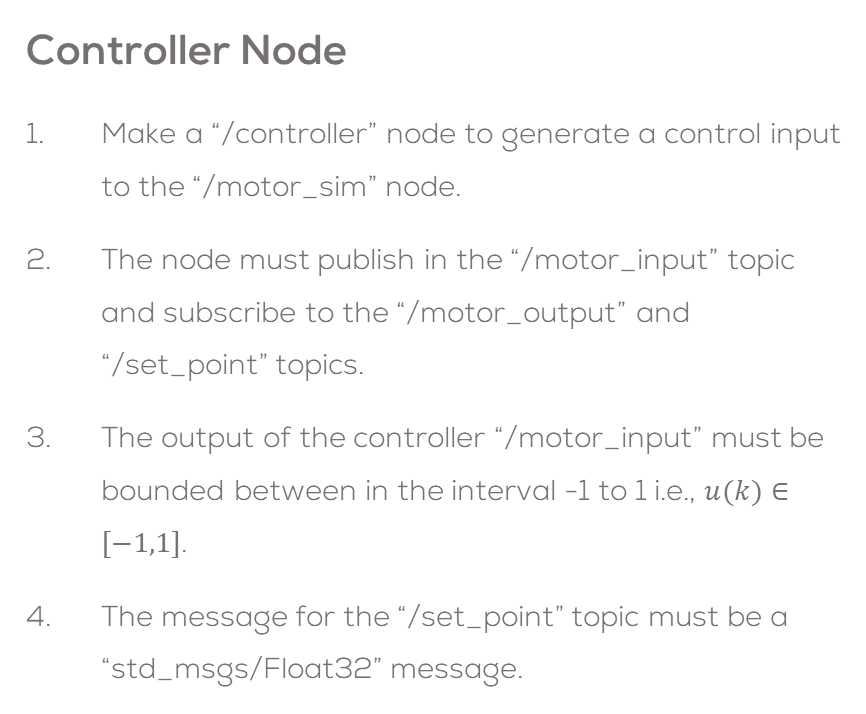 Controller Node
1. Make a “/controller” node to generate a control input
to the “/motor_sim” node.
2. The node must publish in the “/motor_input” topic
and subscribe to the “/motor_output” and
“/set_point” topics.
3. The output of the controller “/motor_input” must be
bounded between in the interval -1 to 1 i.e., 𝑢(𝑘) ∈
[−1,1].
4. The message for the “/set_point” topic must be a
“std_msgs/Float32” message.